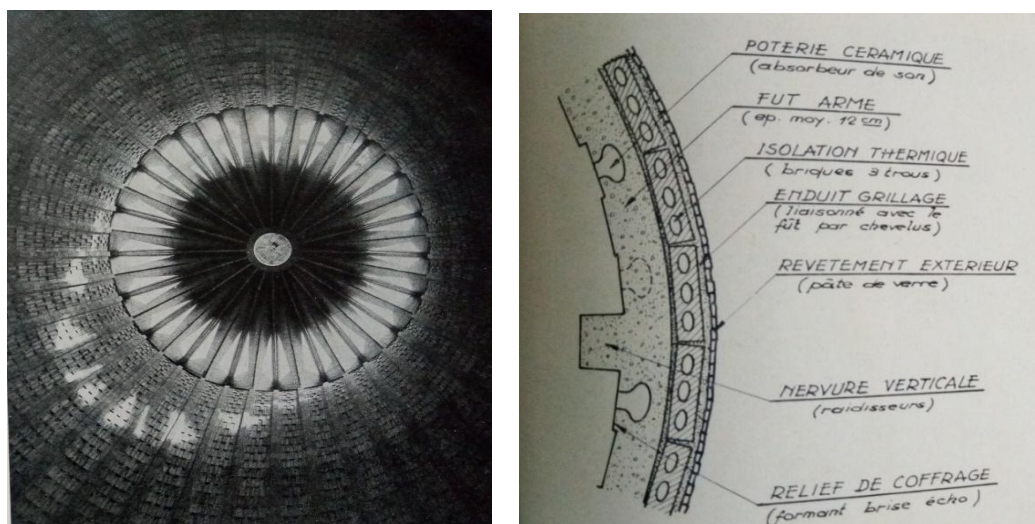 POTERIE CERAMIQUE
(absorbeur de son)
FUT ARME
(ep. moy. 12 cm)
ISOLATION THERMIQUE
(briques 3 trous)
ENDUIT GRILLAGE
(liaisonné avec le
fût par chevelus)
REVETEMENT EXTERIEUR
(pâte de verre)
NERVURE VERTICALE
(raidisseurs)
RELIEF DE COFFRAGE
(formant brise écho)